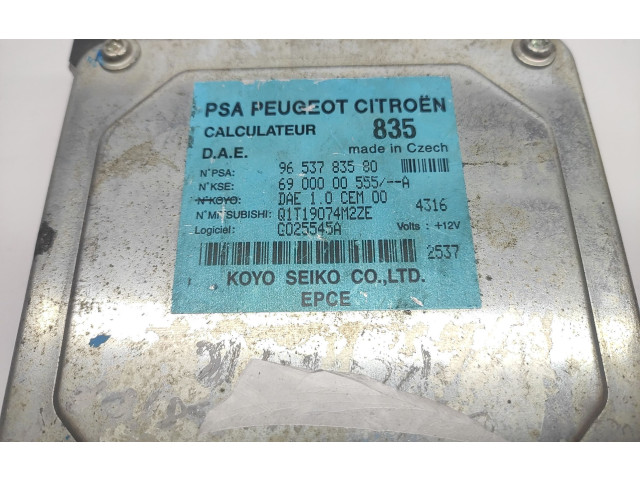 PSA PEUGEOT CITROËN
CALCULATEUR 835
D.A.E. made in Czech
N°PSA: 96 537 835 80
N°KSE: 69 000 00 555/--A
N°KOYO: DAE 1.0 CEM 00
N°MITSUBISHI: Q1T19074M2ZE 4316
Logiciel: G025545A Volts : +12V
2537
KOYO SEIKO CO.,LTD.
EPCE